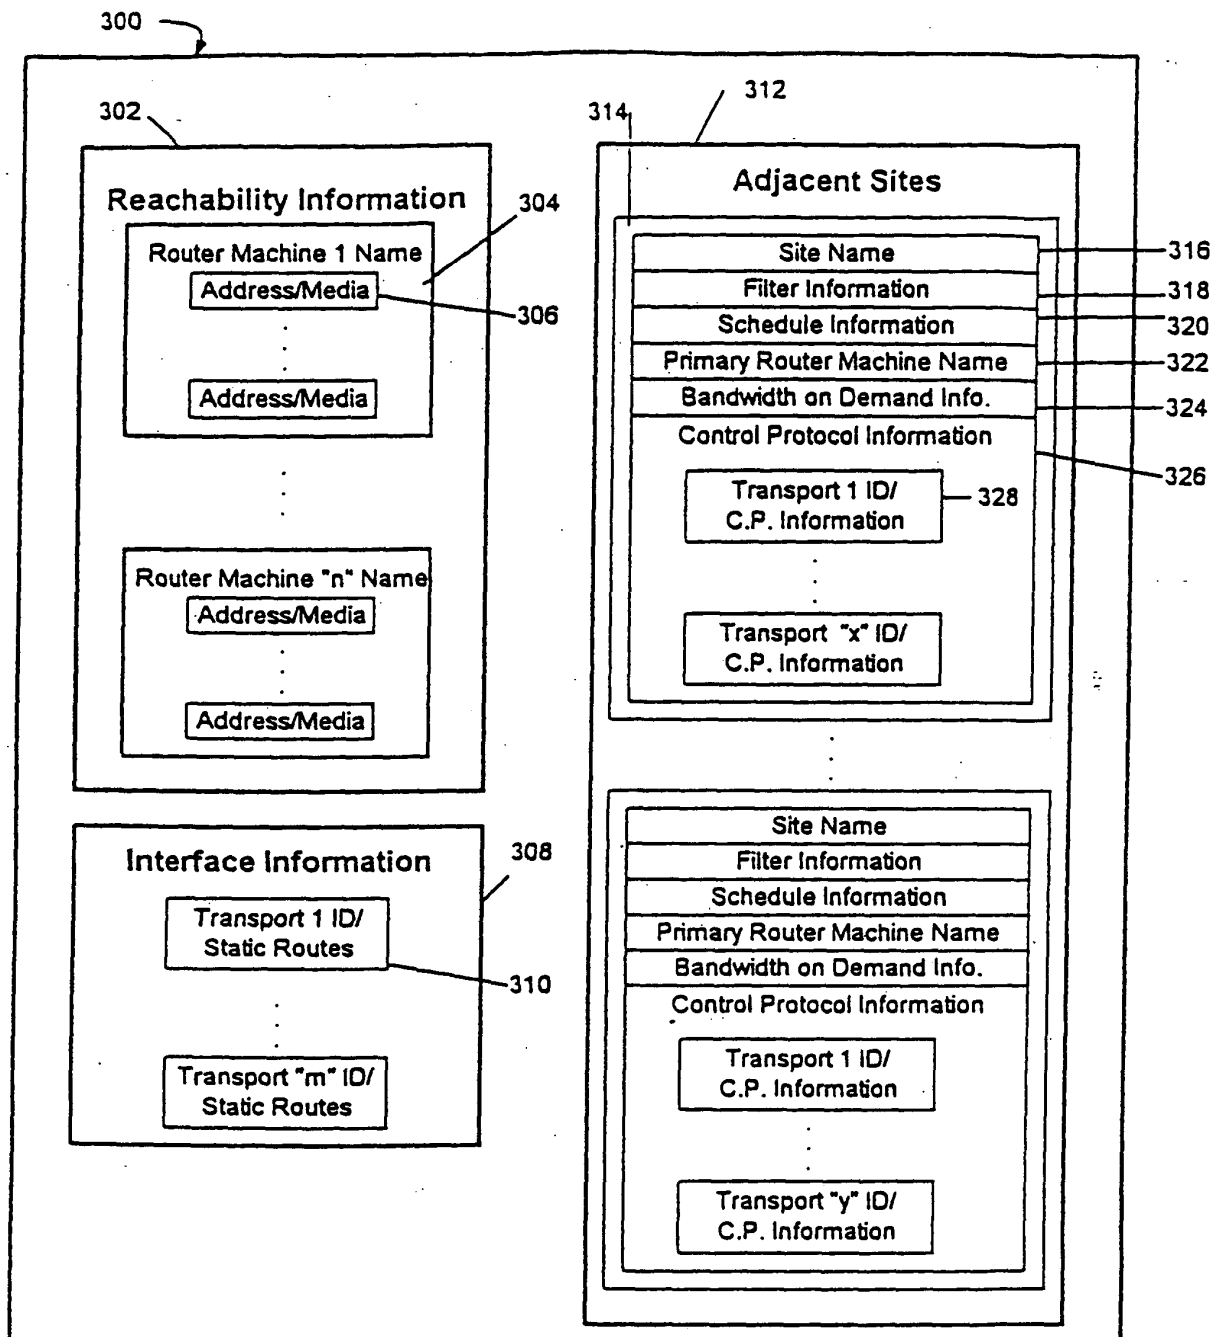 300
302
Reachability Information
304
Router Machine 1 Name
Address/Media
306
Address/Media
Router Machine "n" Name
Address/Media
Address/Media
Interface Information
308
Transport 1 ID/
Static Routes
310
Transport "m" ID/
Static Routes
312
314
Adjacent Sites
Site Name
316
Filter Information
318
Schedule Information
320
Primary Router Machine Name
322
Bandwidth on Demand Info.
324
Control Protocol Information
326
Transport 1 ID/
C.P. Information
328
Transport "x" ID/
C.P. Information
Site Name
Filter Information
Schedule Information
Primary Router Machine Name
Bandwidth on Demand Info.
Control Protocol Information
Transport 1 ID/
C.P. Information
Transport "y" ID/
C.P. Information